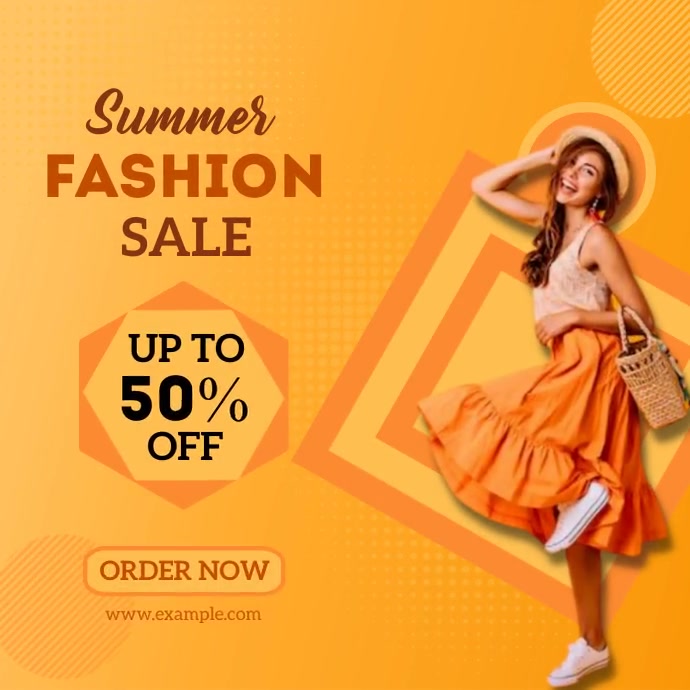 Summer
FASHION
SALE
UP TO
50%
OFF
ORDER NOW
www.example.com